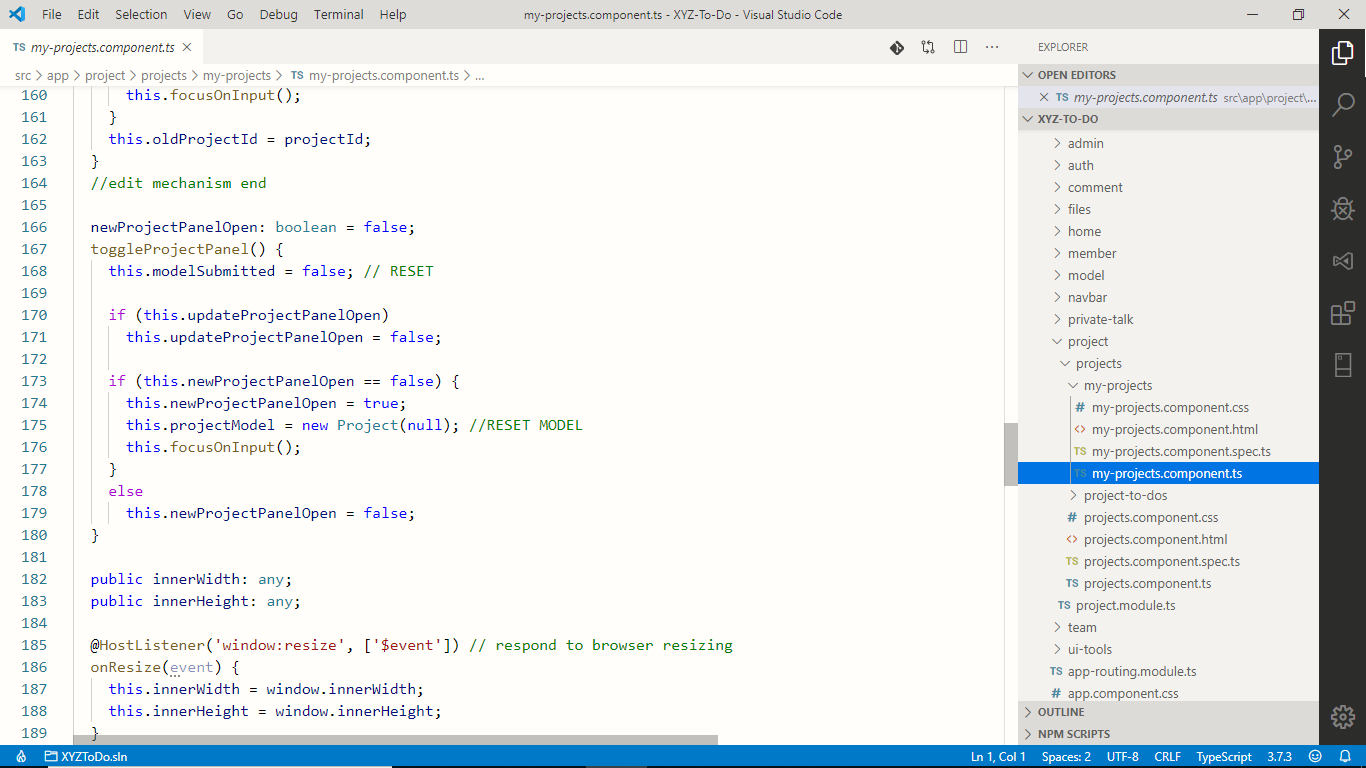 File Edit Selection View Go Debug Terminal Help my-projects.component.ts - XYZ-To-Do - Visual Studio Code
TS my-projects.component.ts
src > app > project > projects > my-projects > TS my-projects.component.ts > ...
160 this.focusOnInput();
161 }
162 this.oldProjectId = projectId;
163 }
164 //edit mechanism end
165
166 newProjectPanelOpen: boolean = false;
167 toggleProjectPanel() {
168 this.modelSubmitted = false; // RESET
169
170 if (this.updateProjectPanelOpen)
171 this.updateProjectPanelOpen = false;
172
173 if (this.newProjectPanelOpen == false) {
174 this.newProjectPanelOpen = true;
175 this.projectModel = new Project(null); //RESET MODEL
176 this.focusOnInput();
177 }
178 else
179 this.newProjectPanelOpen = false;
180 }
181
182 public innerWidth: any;
183 public innerHeight: any;
184
185 @HostListener('window:resize', ['$event']) // respond to browser resizing
186 onResize(event) {
187 this.innerWidth = window.innerWidth;
188 this.innerHeight = window.innerHeight;
189 }
EXPLORER
OPEN EDITORS
TS my-projects.component.ts src\app\project\...
XYZ-TO-DO
admin
auth
comment
files
home
member
model
navbar
private-talk
project
projects
my-projects
# my-projects.component.css
<> my-projects.component.html
TS my-projects.component.spec.ts
TS my-projects.component.ts
project-to-dos
# projects.component.css
<> projects.component.html
TS projects.component.spec.ts
TS projects.component.ts
TS project.module.ts
team
ui-tools
TS app-routing.module.ts
# app.component.css
OUTLINE
NPM SCRIPTS
XYZToDo.sln Ln 1, Col 1 Spaces: 2 UTF-8 CRLF TypeScript 3.7.3